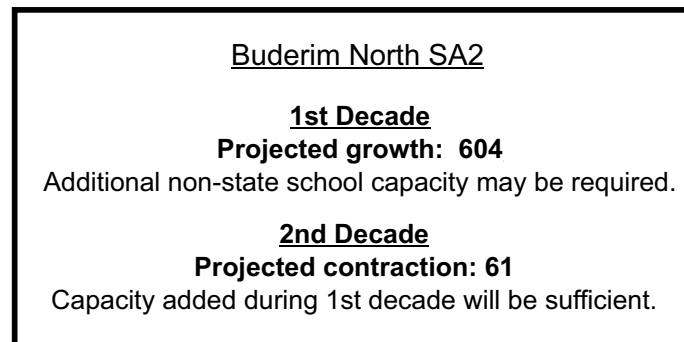 Buderim North SA2
1st Decade
Projected growth:  604
Additional non-state school capacity may be required.
2nd Decade
Projected contraction: 61
Capacity added during 1st decade will be sufficient.